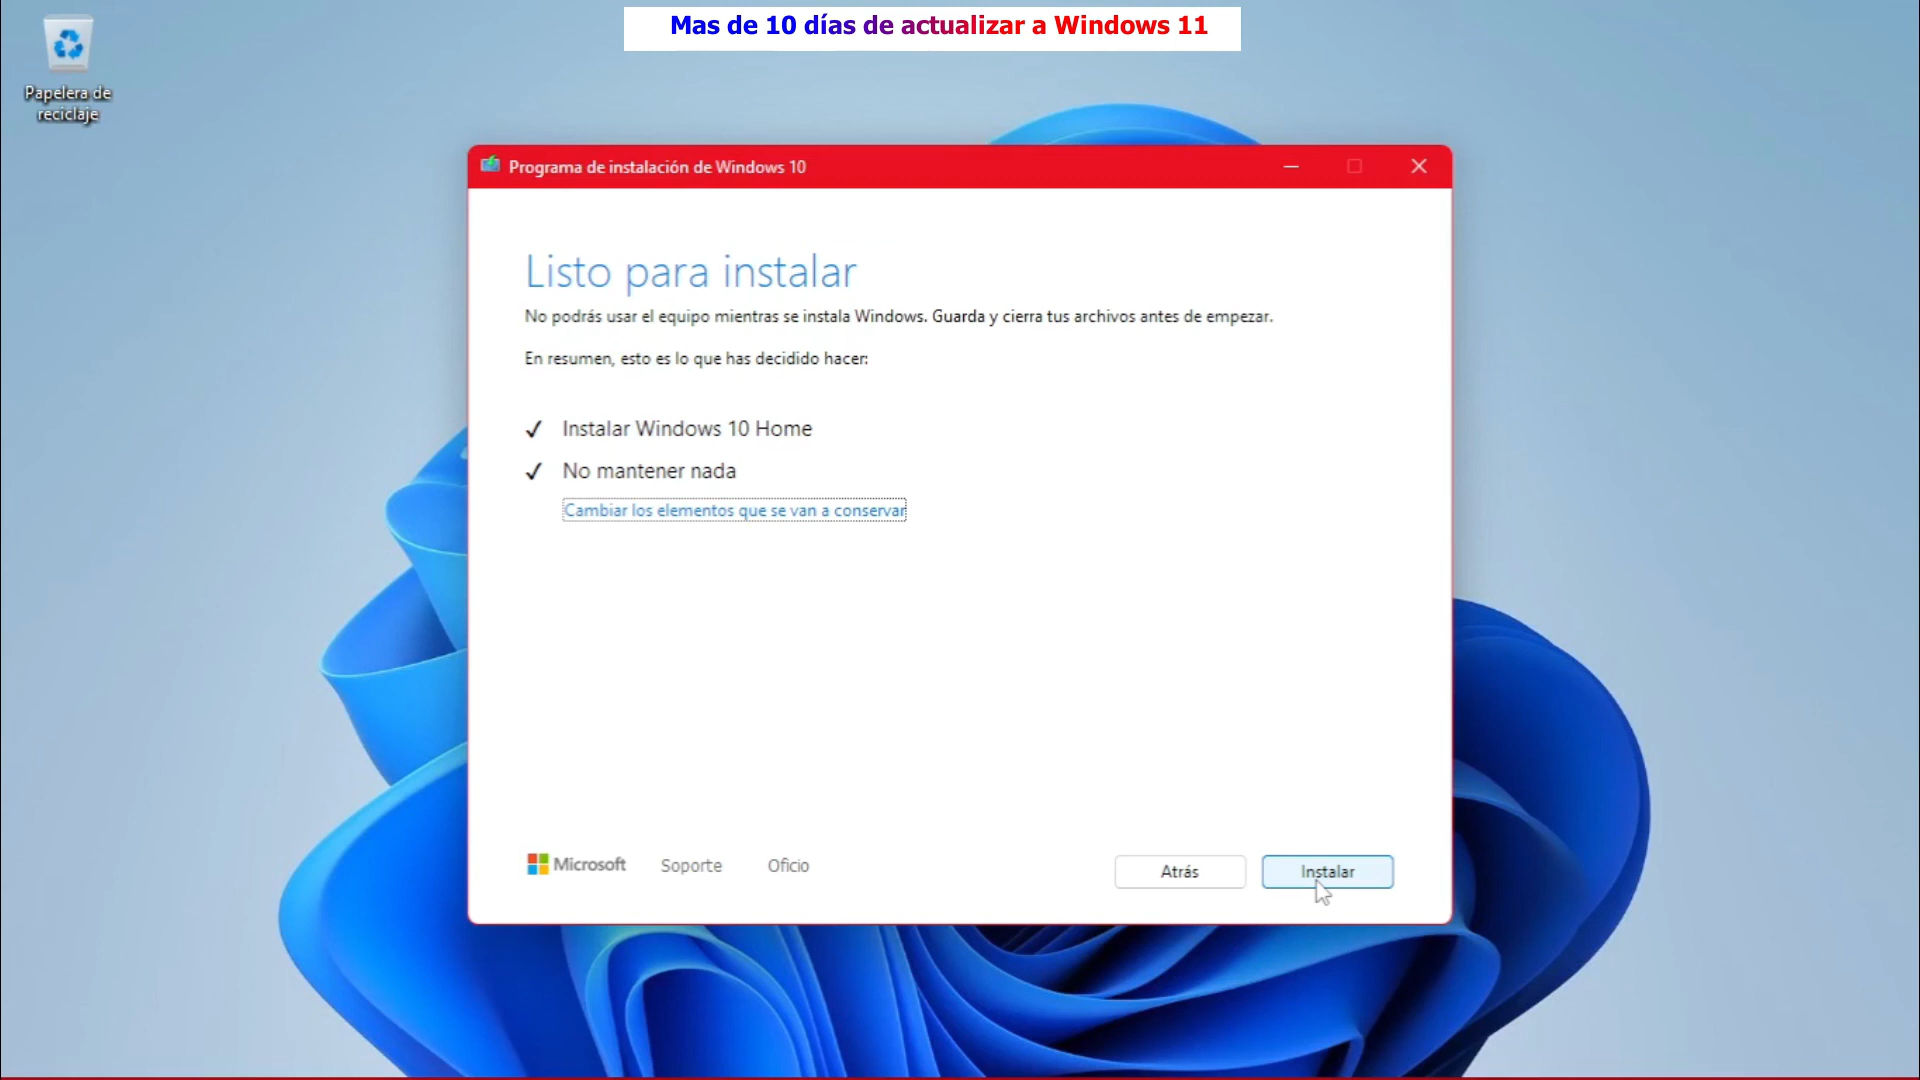 Mas de 10 días de actualizar a Windows 11
Papelera de
reciclaje
Programa de instalación de Windows 10
Listo para instalar
No podrás usar el equipo mientras se instala Windows. Guarda y cierra tus archivos antes de empezar.
En resumen, esto es lo que has decidido hacer:
✓ Instalar Windows 10 Home
✓ No mantener nada
Cambiar los elementos que se van a conservar
Microsoft Soporte Oficio Atrás Instalar